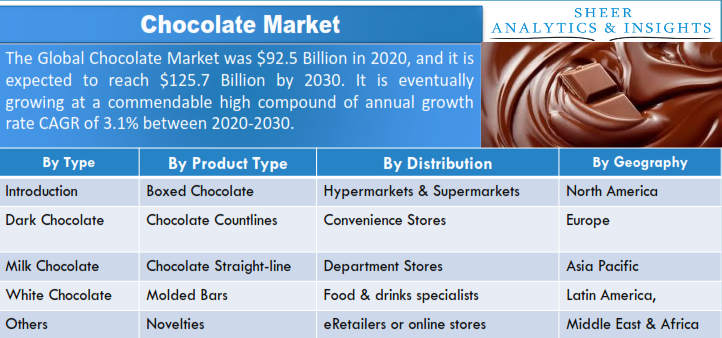 Chocolate Market
SHEER
ANALYTICS & INSIGHTS
The Global Chocolate Market was $92.5 Billion in 2020, and it is
expected to reach $125.7 Billion by 2030. It is eventually
growing at a commendable high compound of annual growth
rate CAGR of 3.1% between 2020-2030.
By Type By Product Type By Distribution By Geography
Introduction Boxed Chocolate Hypermarkets & Supermarkets North America
Dark Chocolate Chocolate Countlines Convenience Stores Europe
Milk Chocolate Chocolate Straight-line Department Stores Asia Pacific
White Chocolate Molded Bars Food & drinks specialists Latin America,
Others Novelties eRetailers or online stores Middle East & Africa